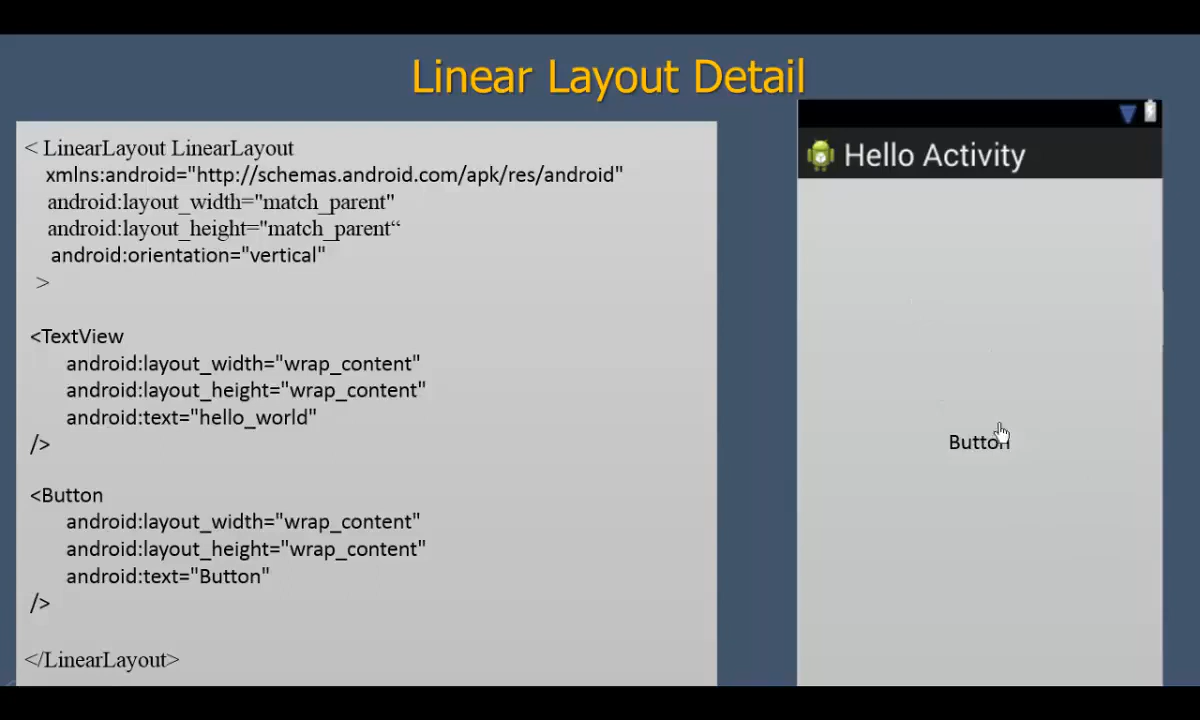 Linear Layout Detail
< LinearLayout LinearLayout
xmlns:android="http://schemas.android.com/apk/res/android"
android:layout_width="match_parent"
android:layout_height="match_parent“
android:orientation="vertical"
>
<TextView
android:layout_width="wrap_content"
android:layout_height="wrap_content"
android:text="hello_world"
/>
<Button
android:layout_width="wrap_content"
android:layout_height="wrap_content"
android:text="Button"
/>
</LinearLayout>
Hello Activity
Button